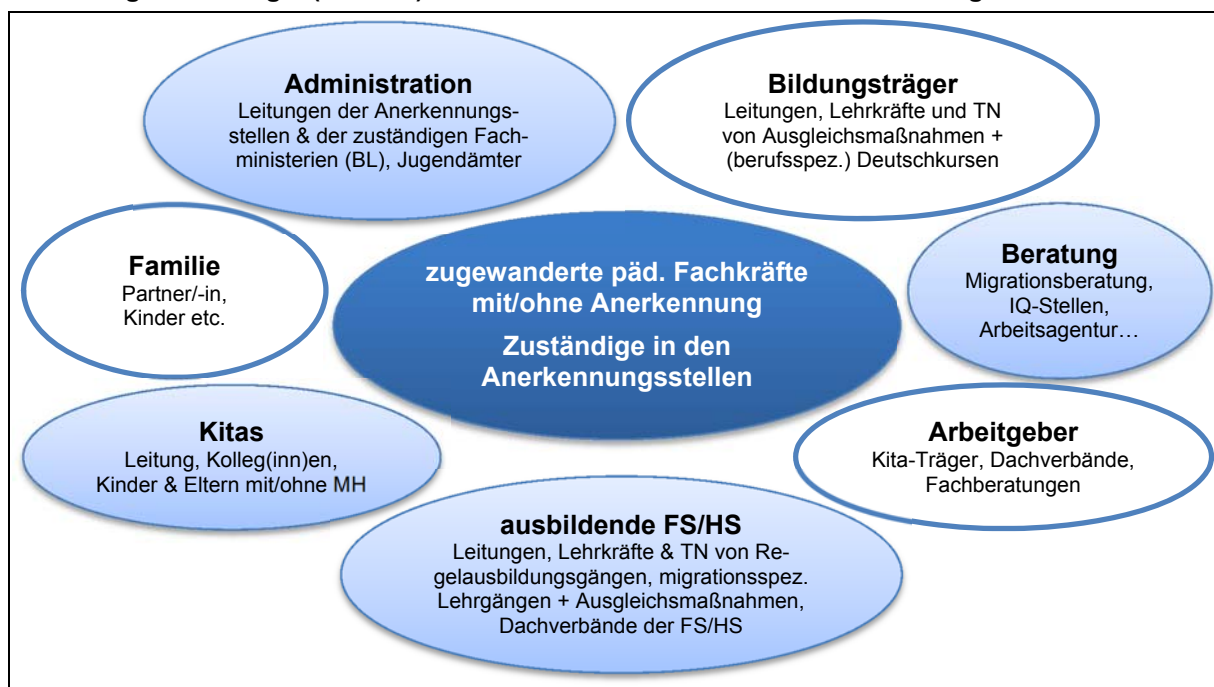 Administration
Leitungen der Anerkennungs-
stellen & der zuständigen Fach-
ministerien (BL), Jugendämter
Bildungsträger
Leitungen, Lehrkräfte und TN
von Ausgleichsmaßnahmen +
(berufsspez.) Deutschkursen
Familie
Partner/-in,
Kinder etc.
zugewanderte päd. Fachkräfte
mit/ohne Anerkennung
Zuständige in den
Anerkennungsstellen
Beratung
Migrationsberatung,
IQ-Stellen,
Arbeitsagentur…
Kitas
Leitung, Kolleg(inn)en,
Kinder & Eltern mit/ohne MH
Arbeitgeber
Kita-Träger, Dachverbände,
Fachberatungen
ausbildende FS/HS
Leitungen, Lehrkräfte & TN von Re-
gelausbildungsgängen, migrationsspez.
Lehrgängen + Ausgleichsmaßnahmen,
Dachverbände der FS/HS